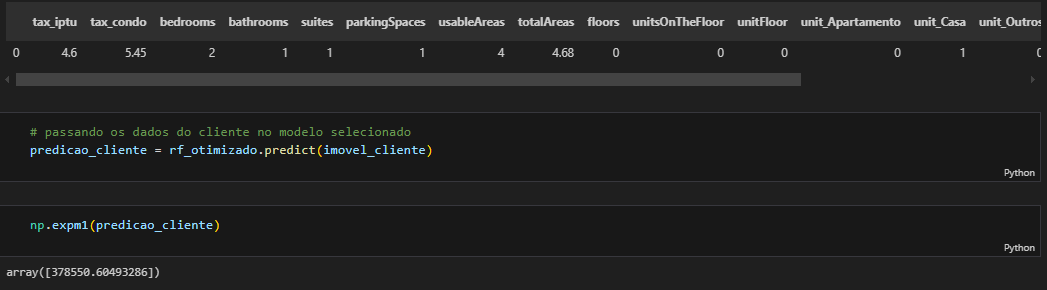 tax_iptu tax_condo bedrooms bathrooms suites parkingSpaces usableAreas totalAreas floors unitsOnTheFloor unitFloor unit_Apartamento unit_Casa unit_Outros
0 4.6 5.45 2 1 1 1 4 4.68 0 0 0 0 1 0
# passando os dados do cliente no modelo selecionado
predicao_cliente = rf_otimizado.predict(imovel_cliente)
Python
np.expm1(predicao_cliente)
Python
array([378550.60493286])